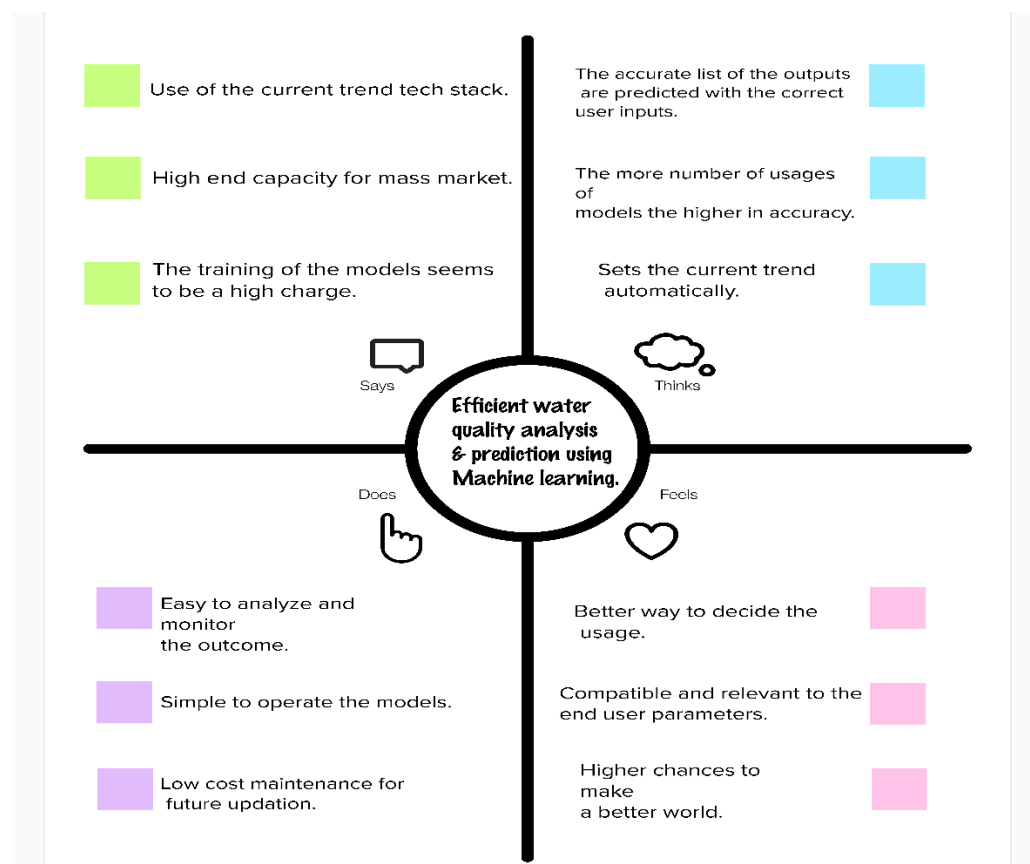 Use of the current trend tech stack.
High end capacity for mass market.
The training of the models seems
to be a high charge.
Says
The accurate list of the outputs
are predicted with the correct
user inputs.
The more number of usages
of
models the higher in accuracy.
Sets the current trend
automatically.
Thinks
Efficient water
quality analysis
& prediction using
Machine learning.
Does
Easy to analyze and
monitor
the outcome.
Simple to operate the models.
Low cost maintenance for
future updation.
Feels
Better way to decide the
usage.
Compatible and relevant to the
end user parameters.
Higher chances to
make
a better world.